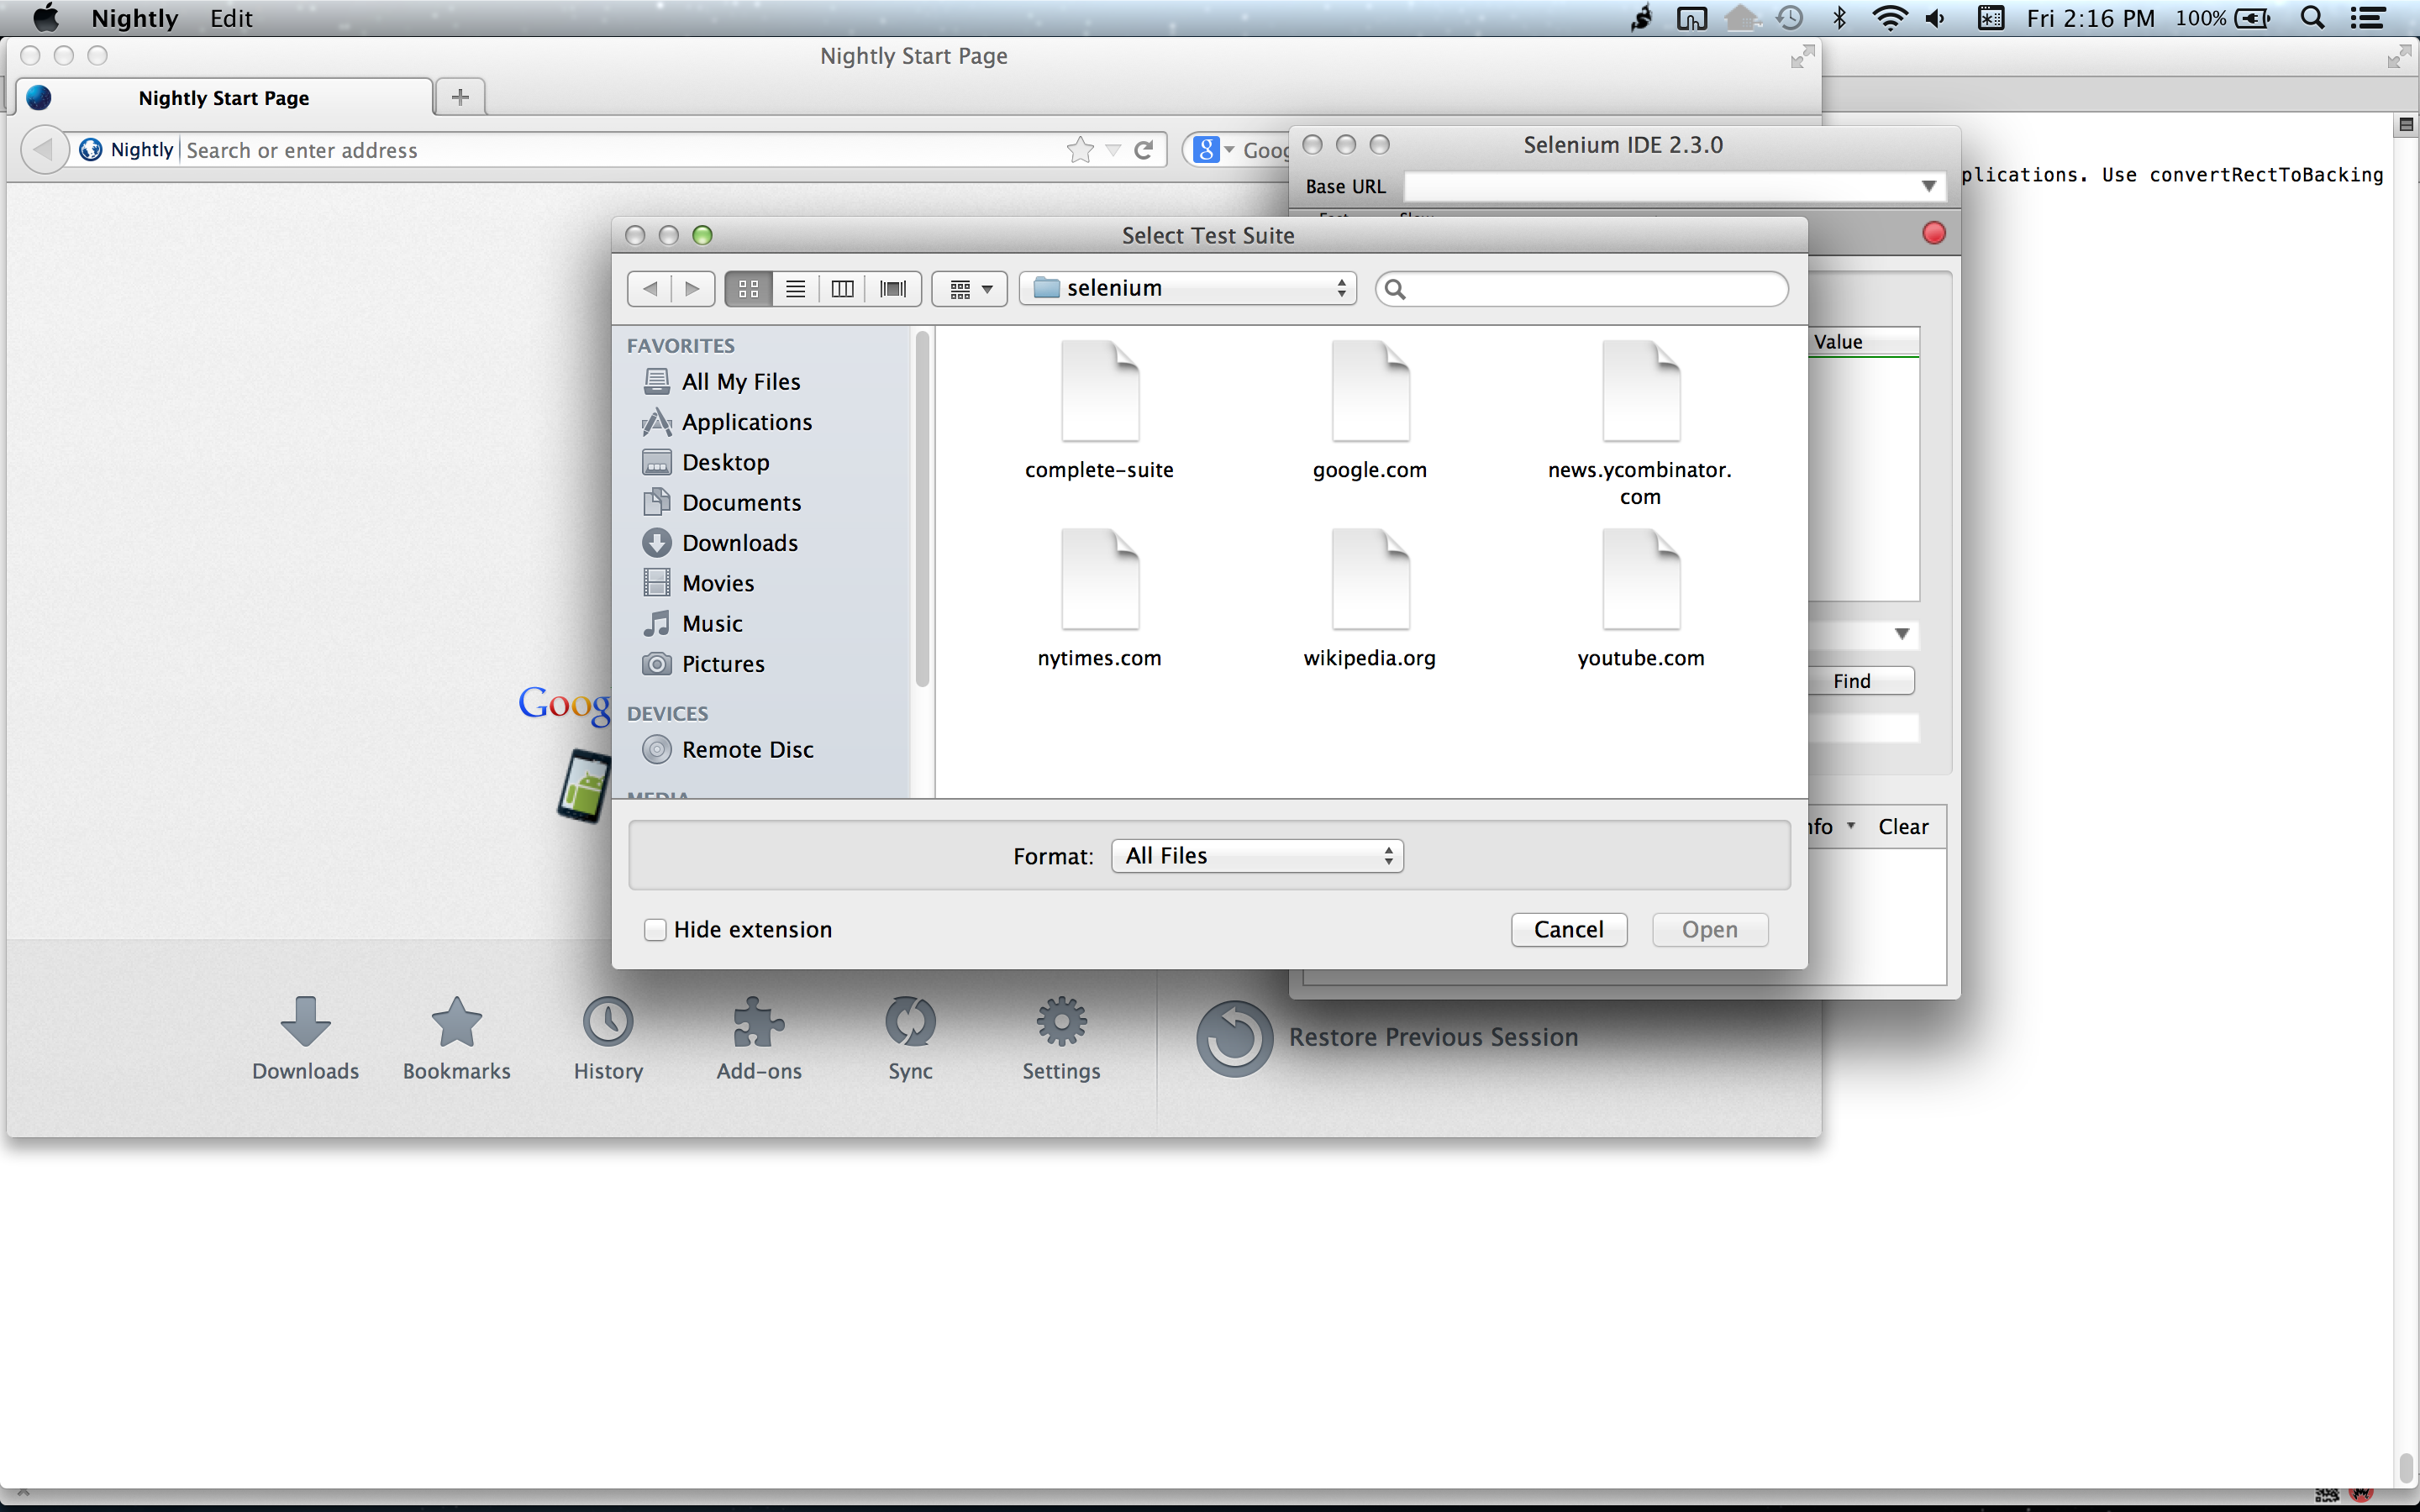 Nightly Edit Fri 2:16 PM 100%
Nightly Start Page
Nightly Start Page
Nightly Search or enter address
Selenium IDE 2.3.0
Base URL
plications. Use convertRectToBacking
Select Test Suite
selenium
FAVORITES
All My Files
Applications
Desktop
Documents
Downloads
Movies
Music
Pictures
DEVICES
Remote Disc
MEDIA
complete-suite
google.com
news.ycombinator.
com
nytimes.com
wikipedia.org
youtube.com
Value
Find
nfo Clear
Goog
Format: All Files
Hide extension
Cancel Open
Downloads
Bookmarks
History
Add-ons
Sync
Settings
Restore Previous Session